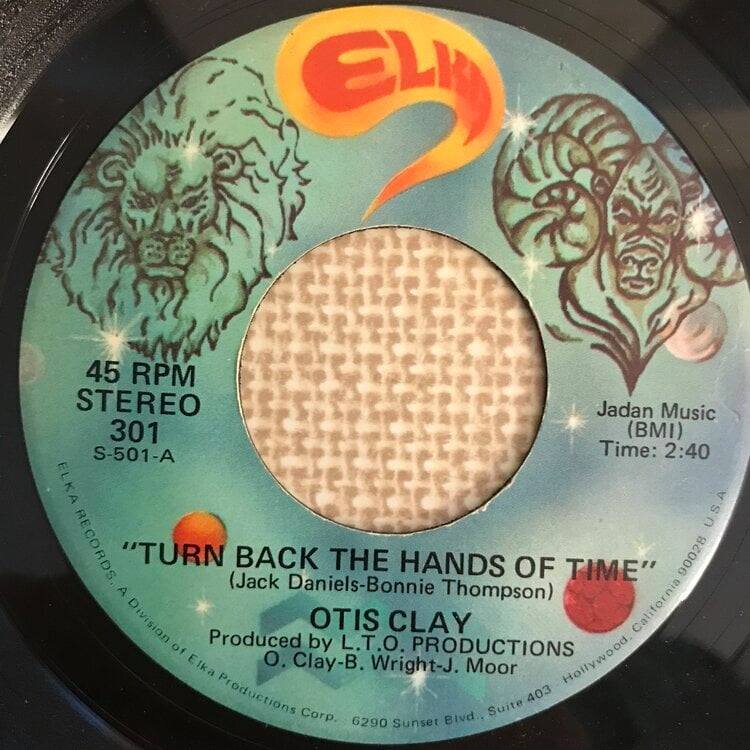 ELKA
45 RPM
STEREO
301
S-501-A
Jadan Music
(BMI)
Time: 2:40
"TURN BACK THE HANDS OF TIME"
(Jack Daniels-Bonnie Thompson)
OTIS CLAY
Produced by L.T.O. PRODUCTIONS
O. Clay-B. Wright-J. Moor
ELKA RECORDS, A Division of Elka Productions Corp. 6290 Sunset Blvd., Suite 403 - Hollywood, California 90028 U.S.A